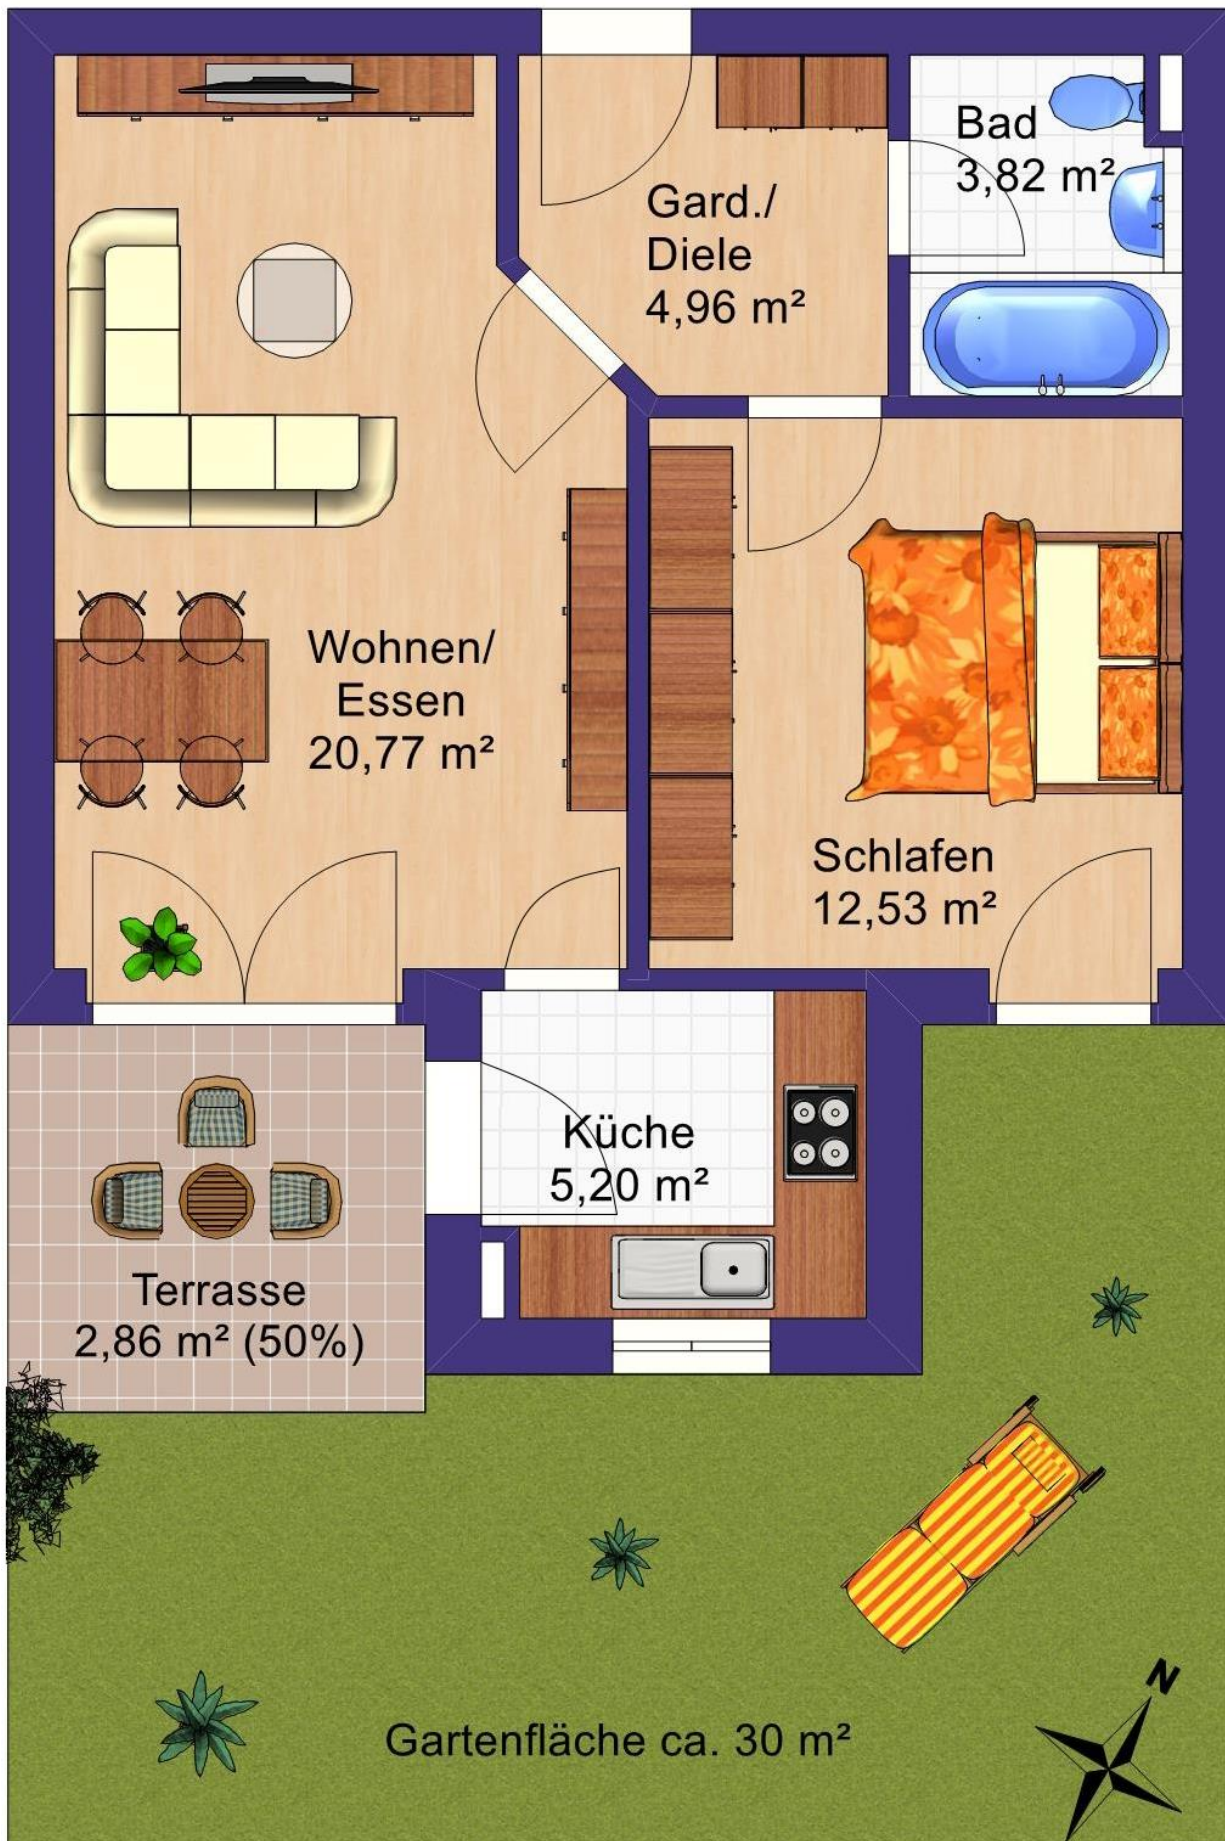 Bad
3,82 m²
Gard./
Diele
4,96 m²
Wohnen/
Essen
20,77 m²
Schlafen
12,53 m²
Küche
5,20 m²
Terrasse
2,86 m² (50%)
Gartenfläche ca. 30 m²
N